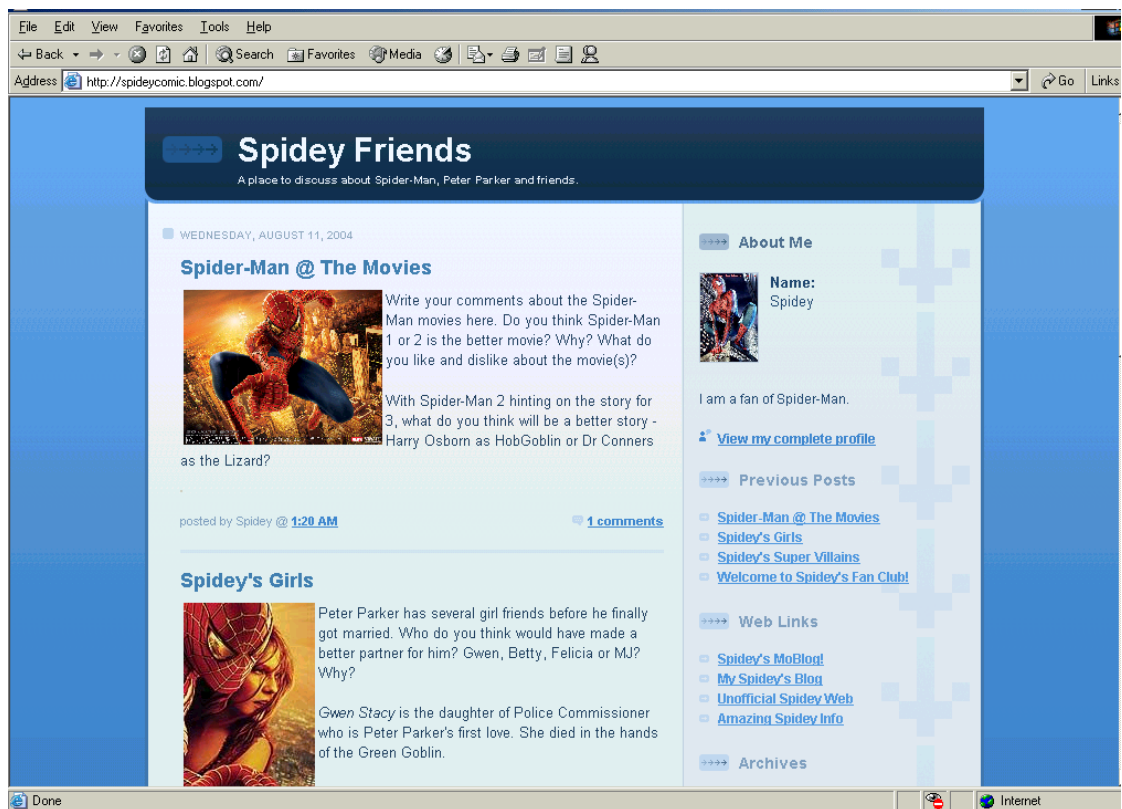 File Edit View Favorites Tools Help
Back Search Favorites Media
Address http://spideycomic.blogspot.com/ Go Links
Spidey Friends
A place to discuss about Spider-Man, Peter Parker and friends.
WEDNESDAY, AUGUST 11, 2004
Spider-Man @ The Movies
Write your comments about the Spider-
Man movies here. Do you think Spider-Man
1 or 2 is the better movie? Why? What do
you like and dislike about the movie(s)?
With Spider-Man 2 hinting on the story for
3, what do you think will be a better story -
Harry Osborn as HobGoblin or Dr Conners
as the Lizard?
.
posted by Spidey @ 1:20 AM 1 comments
Spidey's Girls
Peter Parker has several girl friends before he finally
got married. Who do you think would have made a
better partner for him? Gwen, Betty, Felicia or MJ?
Why?
Gwen Stacy is the daughter of Police Commissioner
who is Peter Parker's first love. She died in the hands
of the Green Goblin.
About Me
Name:
Spidey
I am a fan of Spider-Man.
View my complete profile
Previous Posts
Spider-Man @ The Movies
Spidey's Girls
Spidey's Super Villains
Welcome to Spidey's Fan Club!
Web Links
Spidey's MoBlog!
My Spidey's Blog
Unofficial Spidey Web
Amazing Spidey Info
Archives
Done Internet